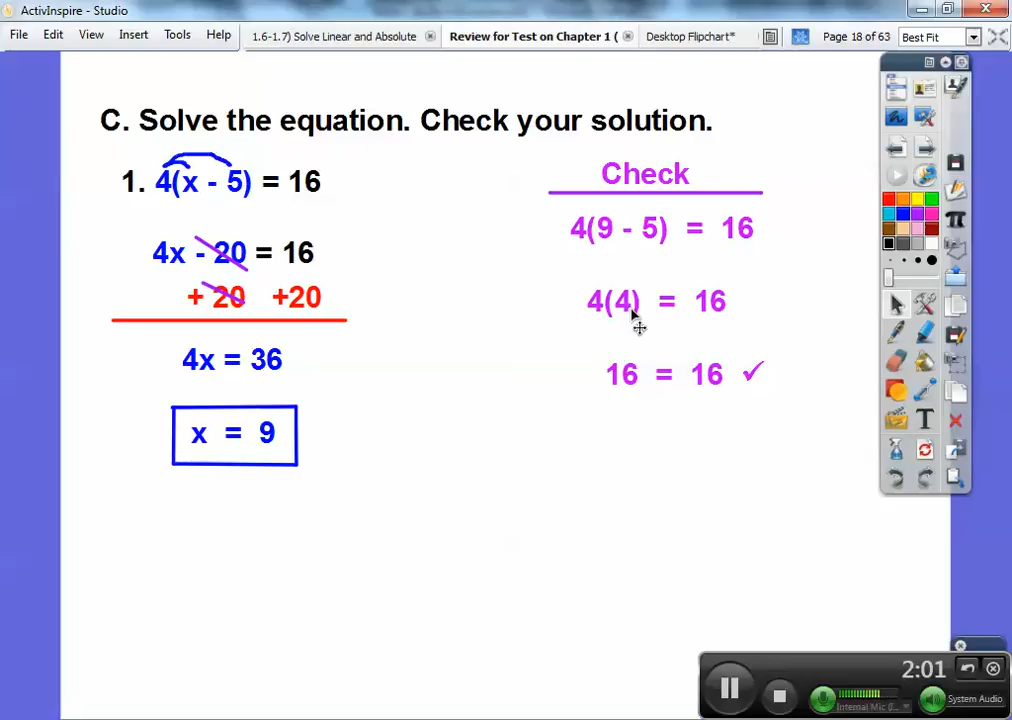 ActivInspire - Studio
File Edit View Insert Tools Help
1.6-1.7) Solve Linear and Absolute
Review for Test on Chapter 1 (
Desktop Flipchart*
Page 18 of 63
Best Fit
C. Solve the equation. Check your solution.
1. 4(x - 5) = 16
4x - 20 = 16
+ 20 +20
4x = 36
x = 9
Check
4(9 - 5) = 16
4(4) = 16
16 = 16 ✓
2:01
Internal Mic (I...
System Audio